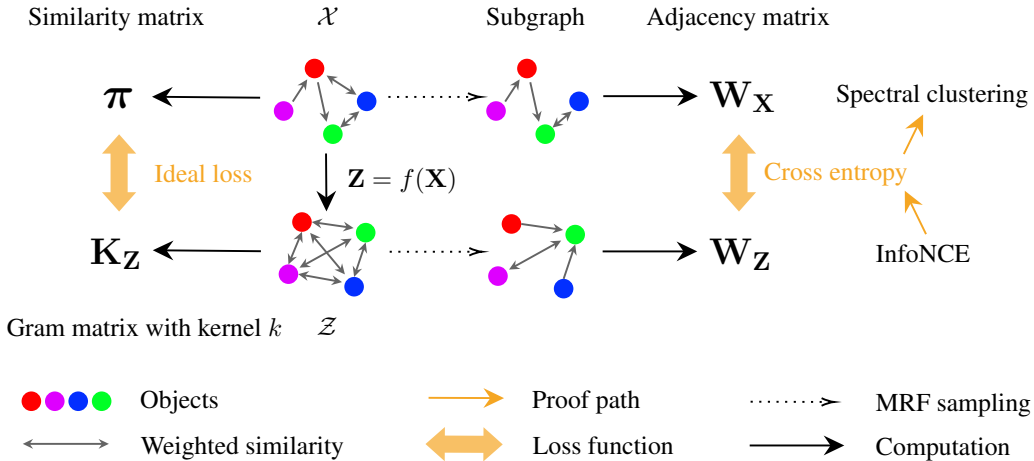 Similarity matrix 𝒳 Subgraph Adjacency matrix
π W_X Spectral clustering
Ideal loss Z = f(X) Cross entropy
K_Z W_Z InfoNCE
Gram matrix with kernel k 𝒵
Objects Proof path MRF sampling
Weighted similarity Loss function Computation